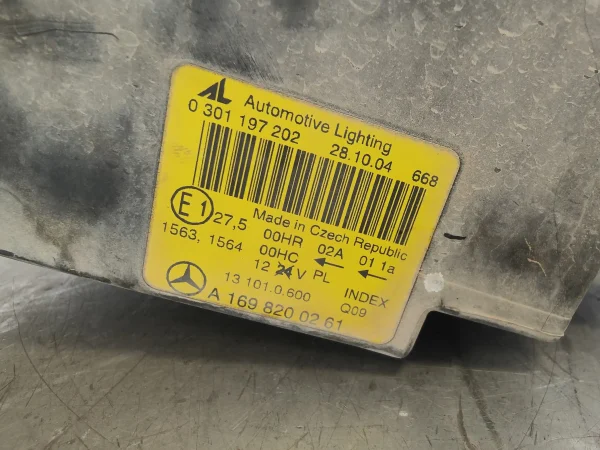 AL Automotive Lighting
0 301 197 202 28.10.04 668
Made in Czech Republic
E1 27,5 00HR 02A 01 1a
1563, 1564 00HC ← ←
12 24V PL
13 101.0.600 INDEX
A 169 820 02 61 Q09